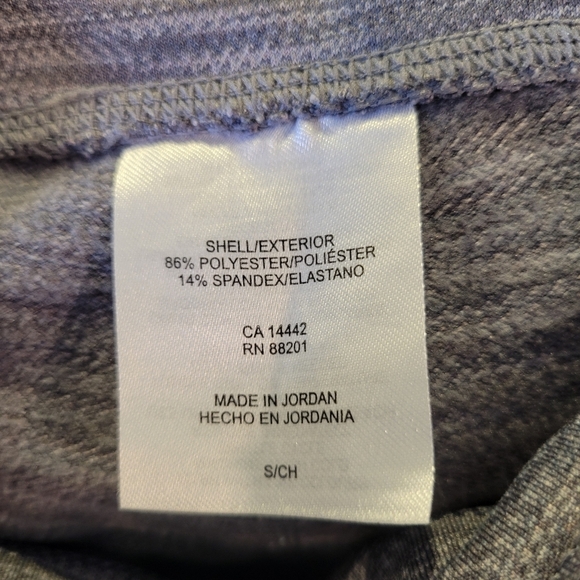 SHELL/EXTERIOR
86% POLYESTER/POLIÉSTER
14% SPANDEX/ELASTANO
CA 14442
RN 88201
MADE IN JORDAN
HECHO EN JORDANIA
S/CH